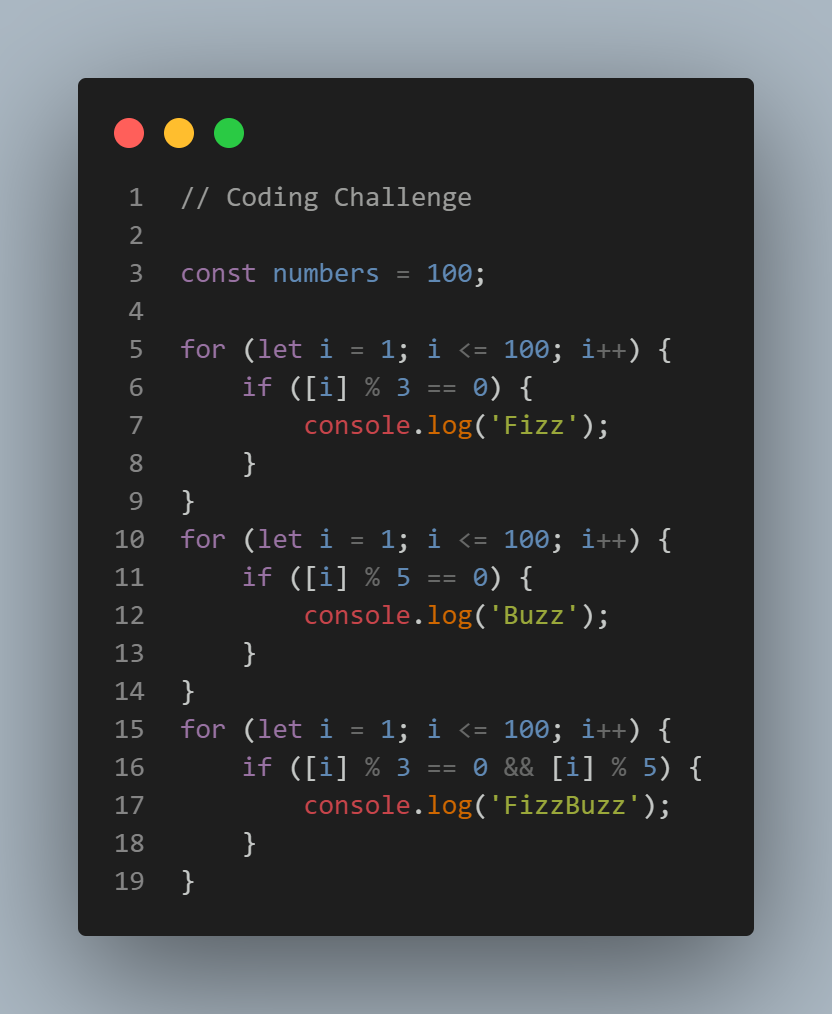 1 // Coding Challenge
2
3 const numbers = 100;
4
5 for (let i = 1; i <= 100; i++) {
6     if ([i] % 3 == 0) {
7         console.log('Fizz');
8     }
9 }
10 for (let i = 1; i <= 100; i++) {
11     if ([i] % 5 == 0) {
12         console.log('Buzz');
13     }
14 }
15 for (let i = 1; i <= 100; i++) {
16     if ([i] % 3 == 0 && [i] % 5) {
17         console.log('FizzBuzz');
18     }
19 }